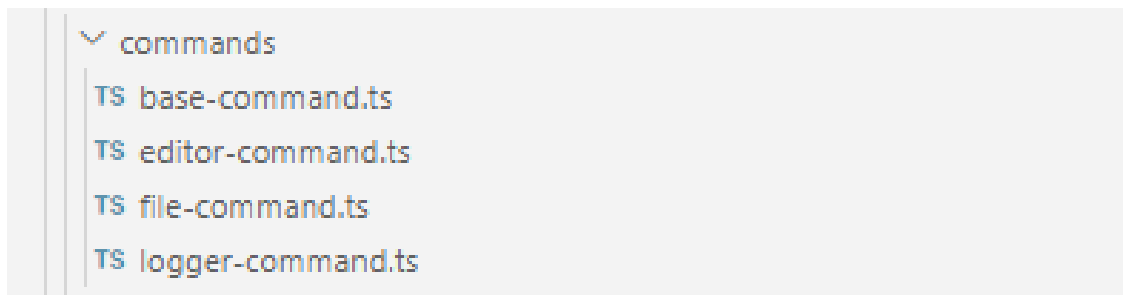 commands
TS base-command.ts
TS editor-command.ts
TS file-command.ts
TS logger-command.ts